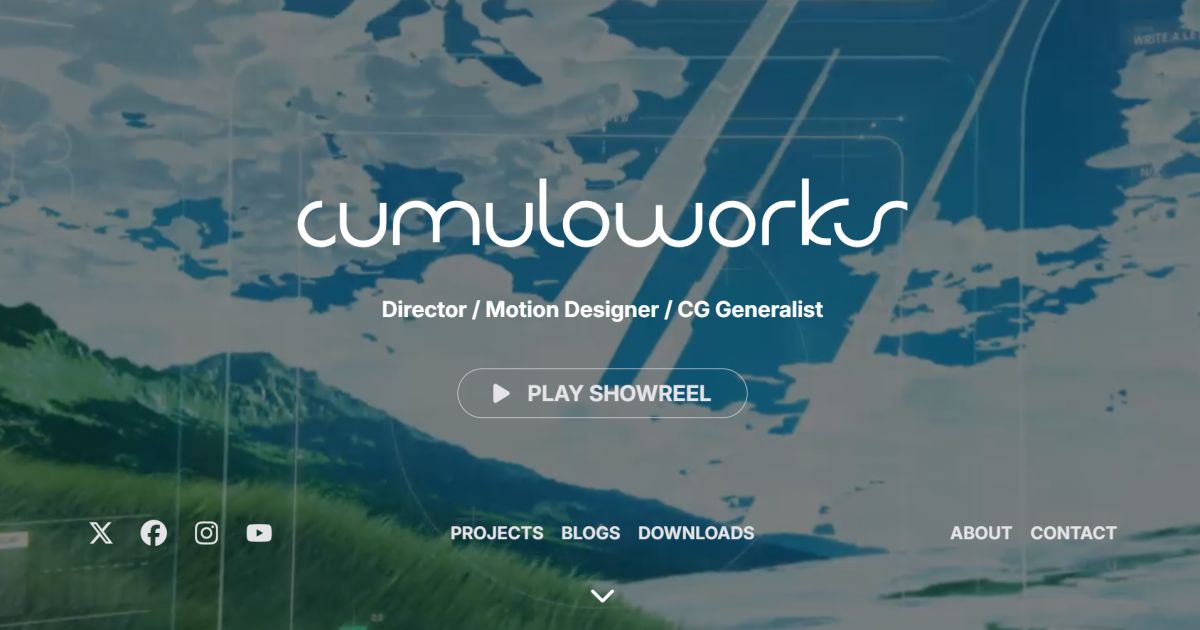 WRITE A LE
cumuloworks
Director / Motion Designer / CG Generalist
PLAY SHOWREEL
PROJECTS BLOGS DOWNLOADS
ABOUT CONTACT